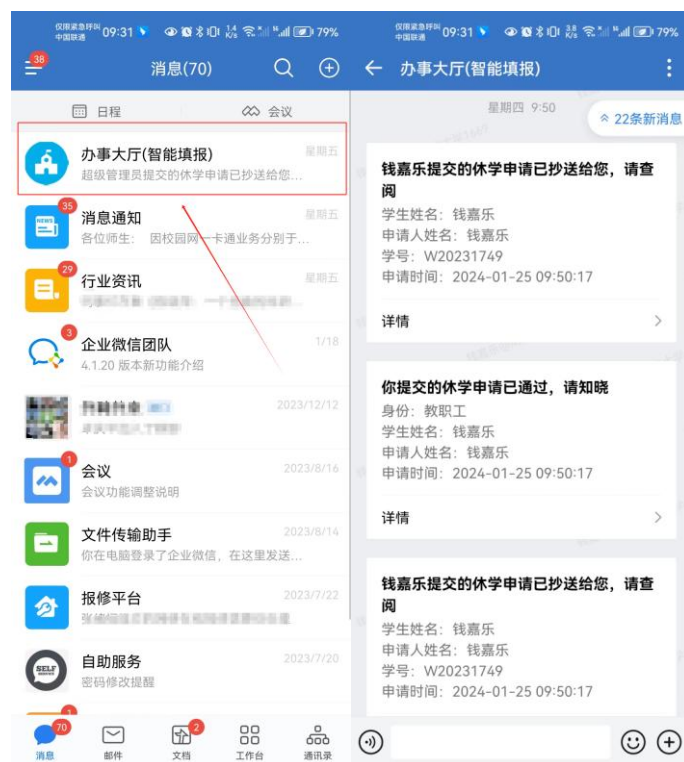 仅限紧急呼叫
中国联通
09:31
1.4
K/s
79%
38
消息(70)
日程
会议
办事大厅(智能填报)
星期五
超级管理员提交的休学申请已抄送给您...
35
NEWS
消息通知
星期五
各位师生： 因校园网一卡通业务分别于...
29
行业资讯
星期五
3
企业微信团队
1/18
4.1.20 版本新功能介绍
2023/12/12
1
会议
2023/8/16
会议功能调整说明
文件传输助手
2023/8/14
你在电脑登录了企业微信，在这里发送...
报修平台
2023/7/22
SELF
自助服务
2023/7/20
密码修改提醒
1
70
消息
邮件
2
文档
工作台
通讯录
仅限紧急呼叫
中国联通
09:31
3.8
K/s
79%
办事大厅(智能填报)
星期四 9:50
22条新消息
钱嘉乐提交的休学申请已抄送给您，请查
阅
学生姓名：钱嘉乐
申请人姓名：钱嘉乐
学号：W20231749
申请时间：2024-01-25 09:50:17
详情
你提交的休学申请已通过，请知晓
身份：教职工
学生姓名：钱嘉乐
申请人姓名：钱嘉乐
申请时间：2024-01-25 09:50:17
详情
钱嘉乐提交的休学申请已抄送给您，请查
阅
学生姓名：钱嘉乐
申请人姓名：钱嘉乐
学号：W20231749
申请时间：2024-01-25 09:50:17